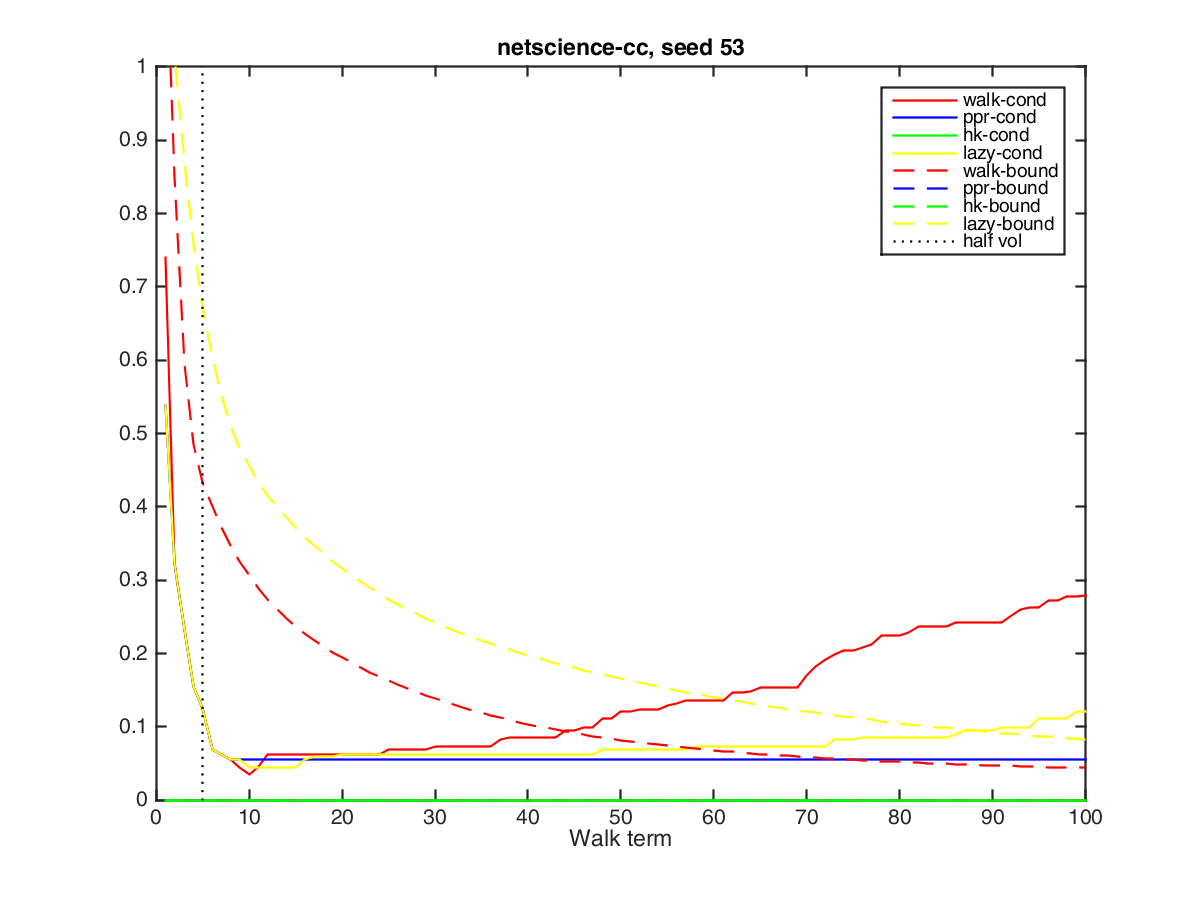 netscience-cc, seed 53
1
0.9
0.8
0.7
0.6
0.5
0.4
0.3
0.2
0.1
0
walk-cond
ppr-cond
hk-cond
lazy-cond
walk-bound
ppr-bound
hk-bound
lazy-bound
half vol
0 10 20 30 40 50 60 70 80 90 100
Walk term